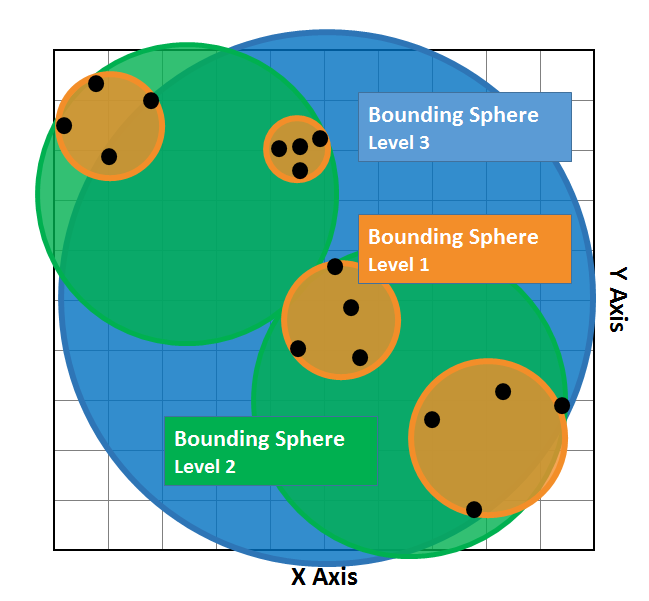 Bounding Sphere
Level 3
Bounding Sphere
Level 1
Y Axis
Bounding Sphere
Level 2
X Axis